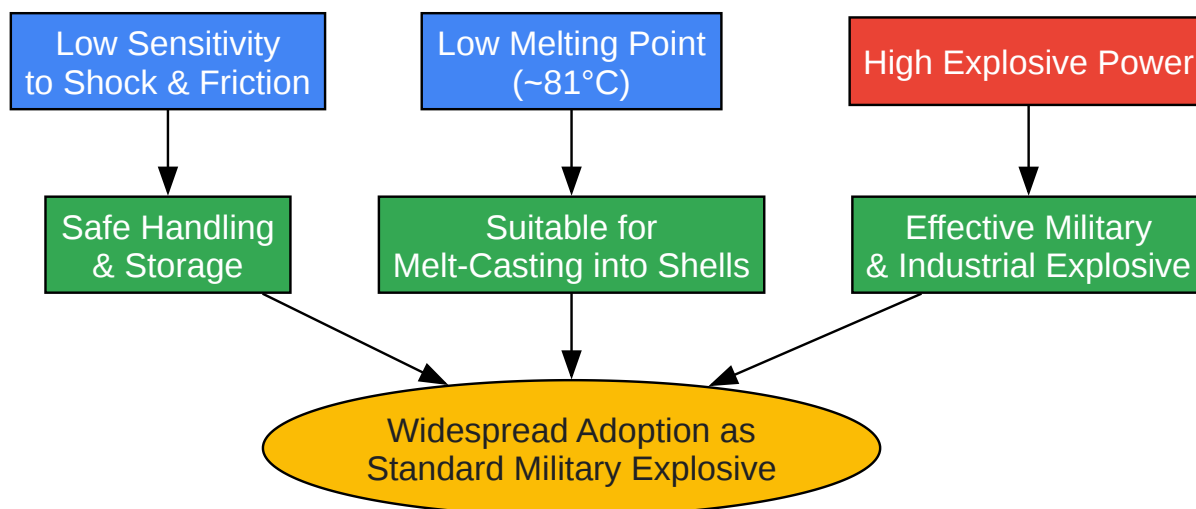 Low Sensitivity
to Shock & Friction
Low Melting Point
(~81°C)
High Explosive Power
Safe Handling
& Storage
Suitable for
Melt-Casting into Shells
Effective Military
& Industrial Explosive
Widespread Adoption as
Standard Military Explosive